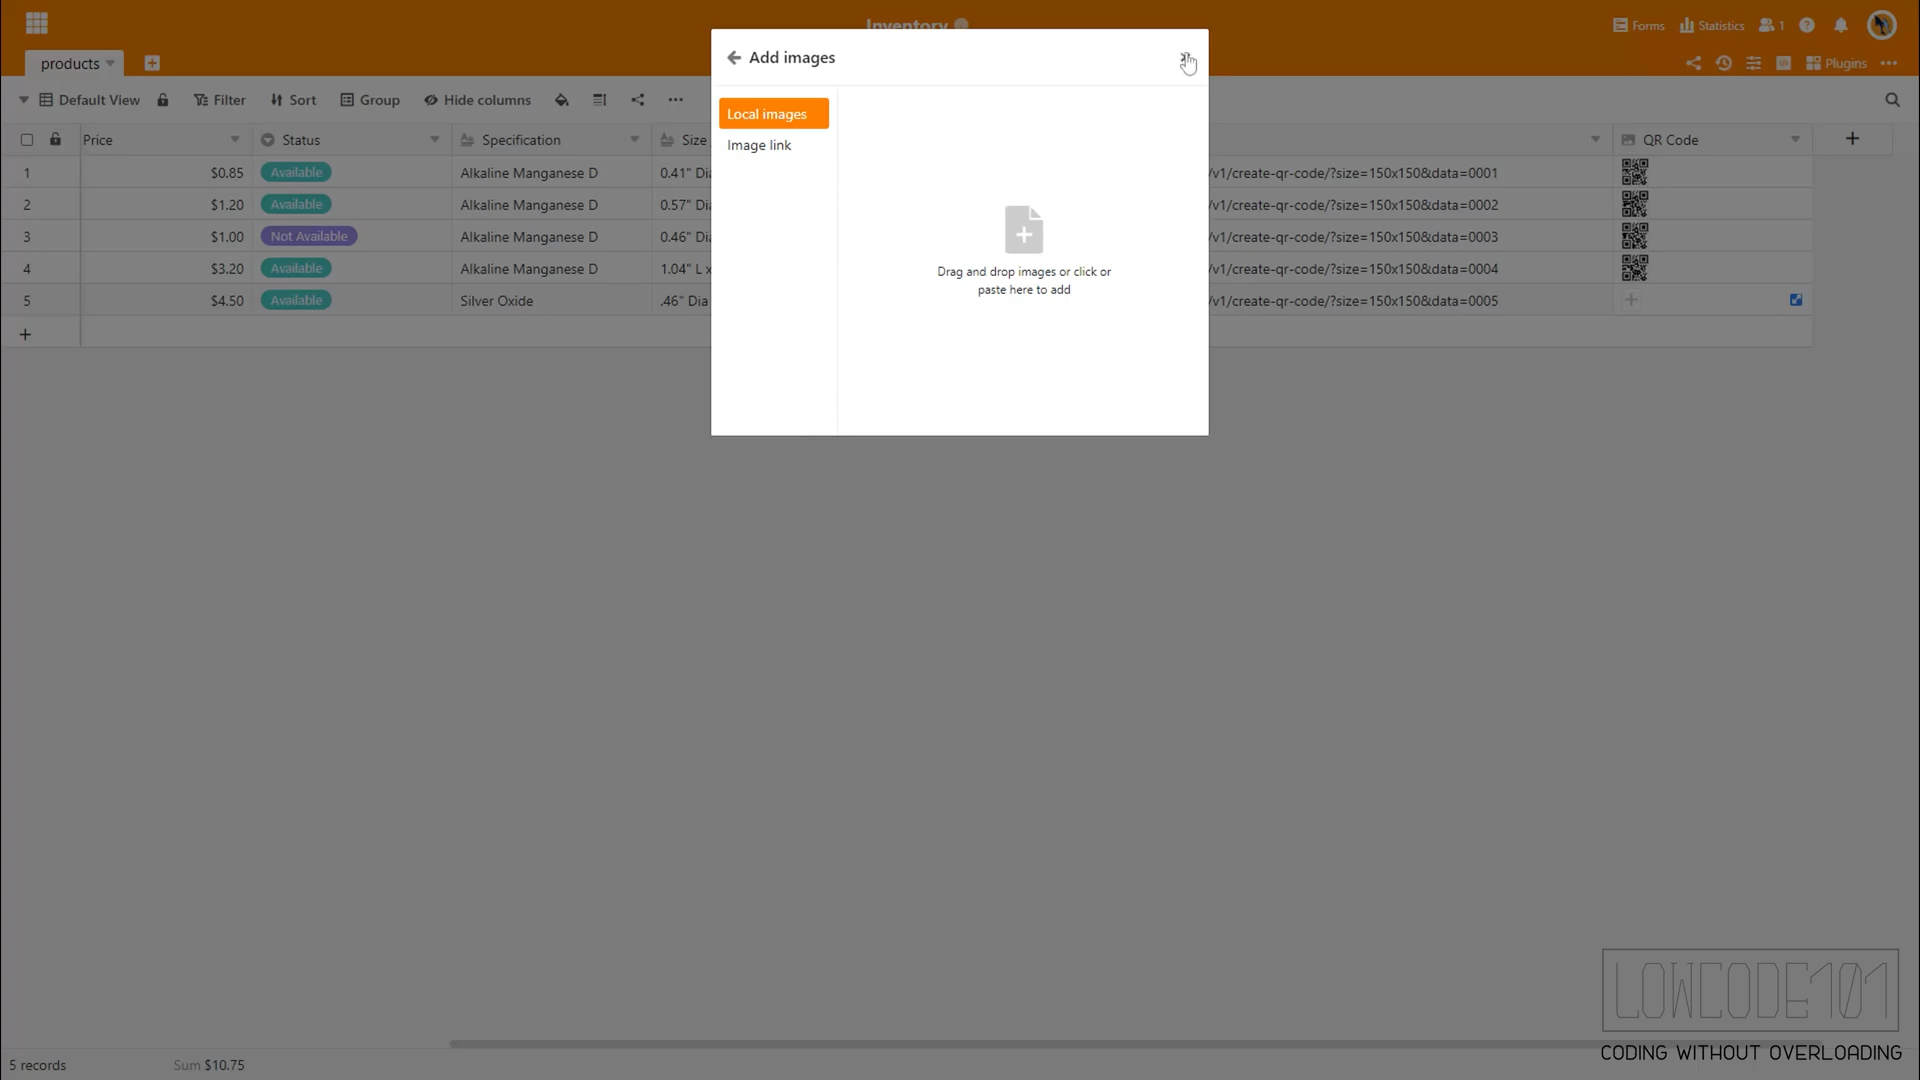 Inventory
Forms
Statistics
1
products
Plugins
Add images
Default View
Filter
Sort
Group
Hide columns
Local images
Image link
Price
Status
Specification
Size
QR Code
1 $0.85 Available Alkaline Manganese D 0.41" Dia /v1/create-qr-code/?size=150x150&data=0001
2 $1.20 Available Alkaline Manganese D 0.57" Dia /v1/create-qr-code/?size=150x150&data=0002
3 $1.00 Not Available Alkaline Manganese D 0.46" Dia /v1/create-qr-code/?size=150x150&data=0003
4 $3.20 Available Alkaline Manganese D 1.04" L x /v1/create-qr-code/?size=150x150&data=0004
5 $4.50 Available Silver Oxide .46" Dia /v1/create-qr-code/?size=150x150&data=0005
Drag and drop images or click or
paste here to add
LOWCODE101
CODING WITHOUT OVERLOADING
5 records
Sum $10.75